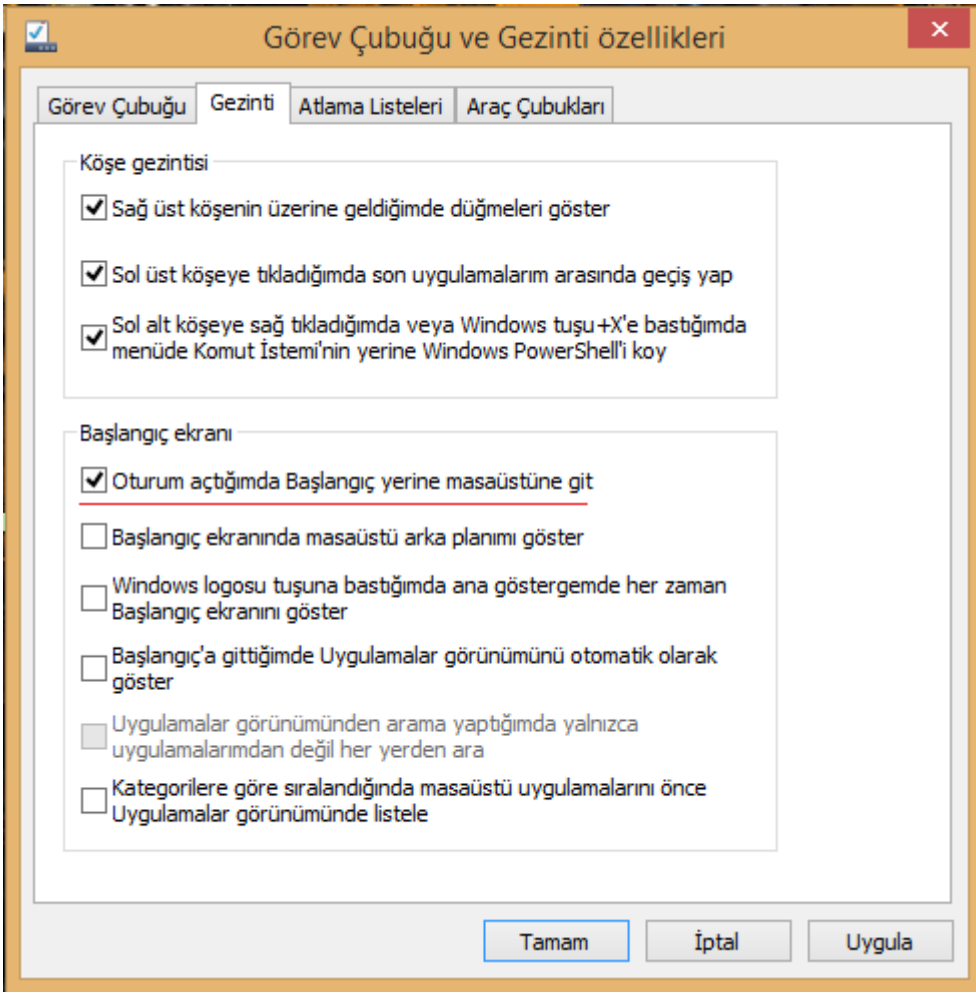 Görev Çubuğu ve Gezinti özellikleri
Görev Çubuğu
Gezinti
Atlama Listeleri
Araç Çubukları
Köşe gezintisi
Sağ üst köşenin üzerine geldiğimde düğmeleri göster
Sol üst köşeye tıkladığımda son uygulamalarım arasında geçiş yap
Sol alt köşeye sağ tıkladığımda veya Windows tuşu+X'e bastığımda
menüde Komut İstemi'nin yerine Windows PowerShell'i koy
Başlangıç ekranı
Oturum açtığımda Başlangıç yerine masaüstüne git
Başlangıç ekranında masaüstü arka planımı göster
Windows logosu tuşuna bastığımda ana göstergemde her zaman
Başlangıç ekranını göster
Başlangıç'a gittiğimde Uygulamalar görünümünü otomatik olarak
göster
Uygulamalar görünümünden arama yaptığımda yalnızca
uygulamalarımdan değil her yerden ara
Kategorilere göre sıralandığında masaüstü uygulamalarını önce
Uygulamalar görünümünde listele
Tamam
İptal
Uygula